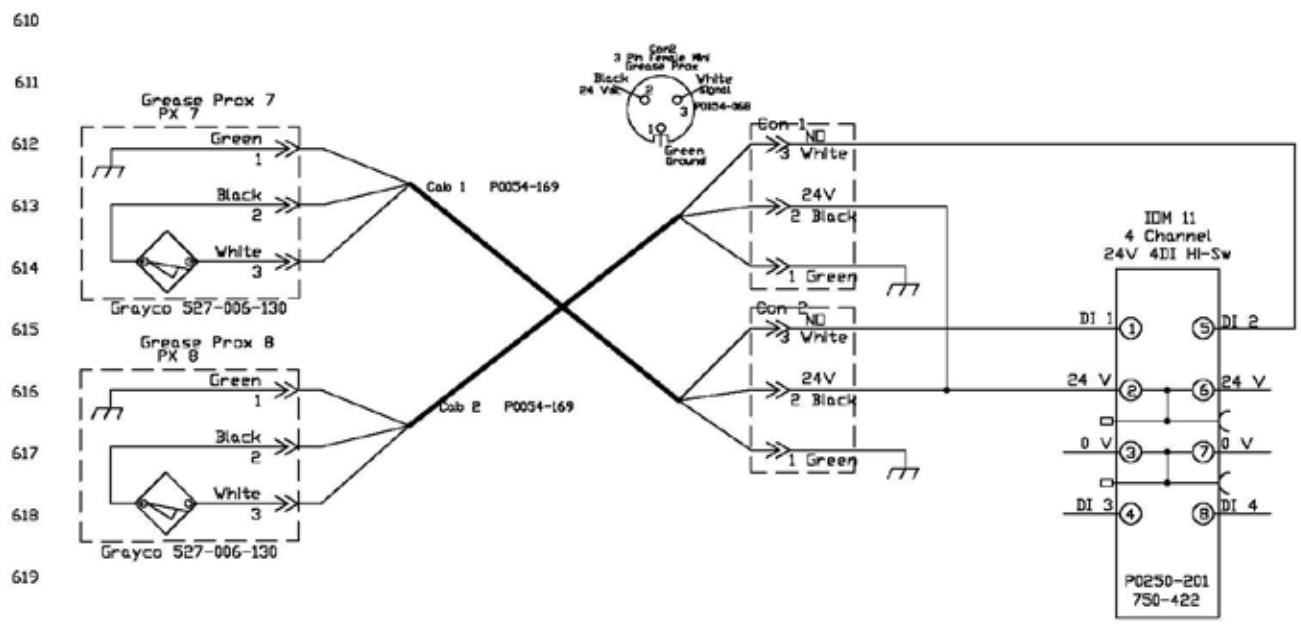 610
611
612
613
614
615
616
617
618
619
Grease Prox 7
PX 7
Green
1
Black
2
White
3
Grayco 527-006-130
Grease Prox 8
PX 8
Green
1
Black
2
White
3
Grayco 527-006-130
Cab 1 P0054-169
Cab 2 P0054-169
Con2
3 Pin Female Mini
Grease Prox
Black
24 Vdc
White
Signal
2
3
1
P0154-068
Green
Ground
Con 1
NO
3 White
24V
2 Black
1 Green
Con 2
NO
3 White
24V
2 Black
1 Green
IOM 11
4 Channel
24V 4DI HI-Sw
DI 1 1 5 DI 2
24 V 2 6 24 V
0 V 3 7 0 V
DI 3 4 8 DI 4
P0250-201
750-422